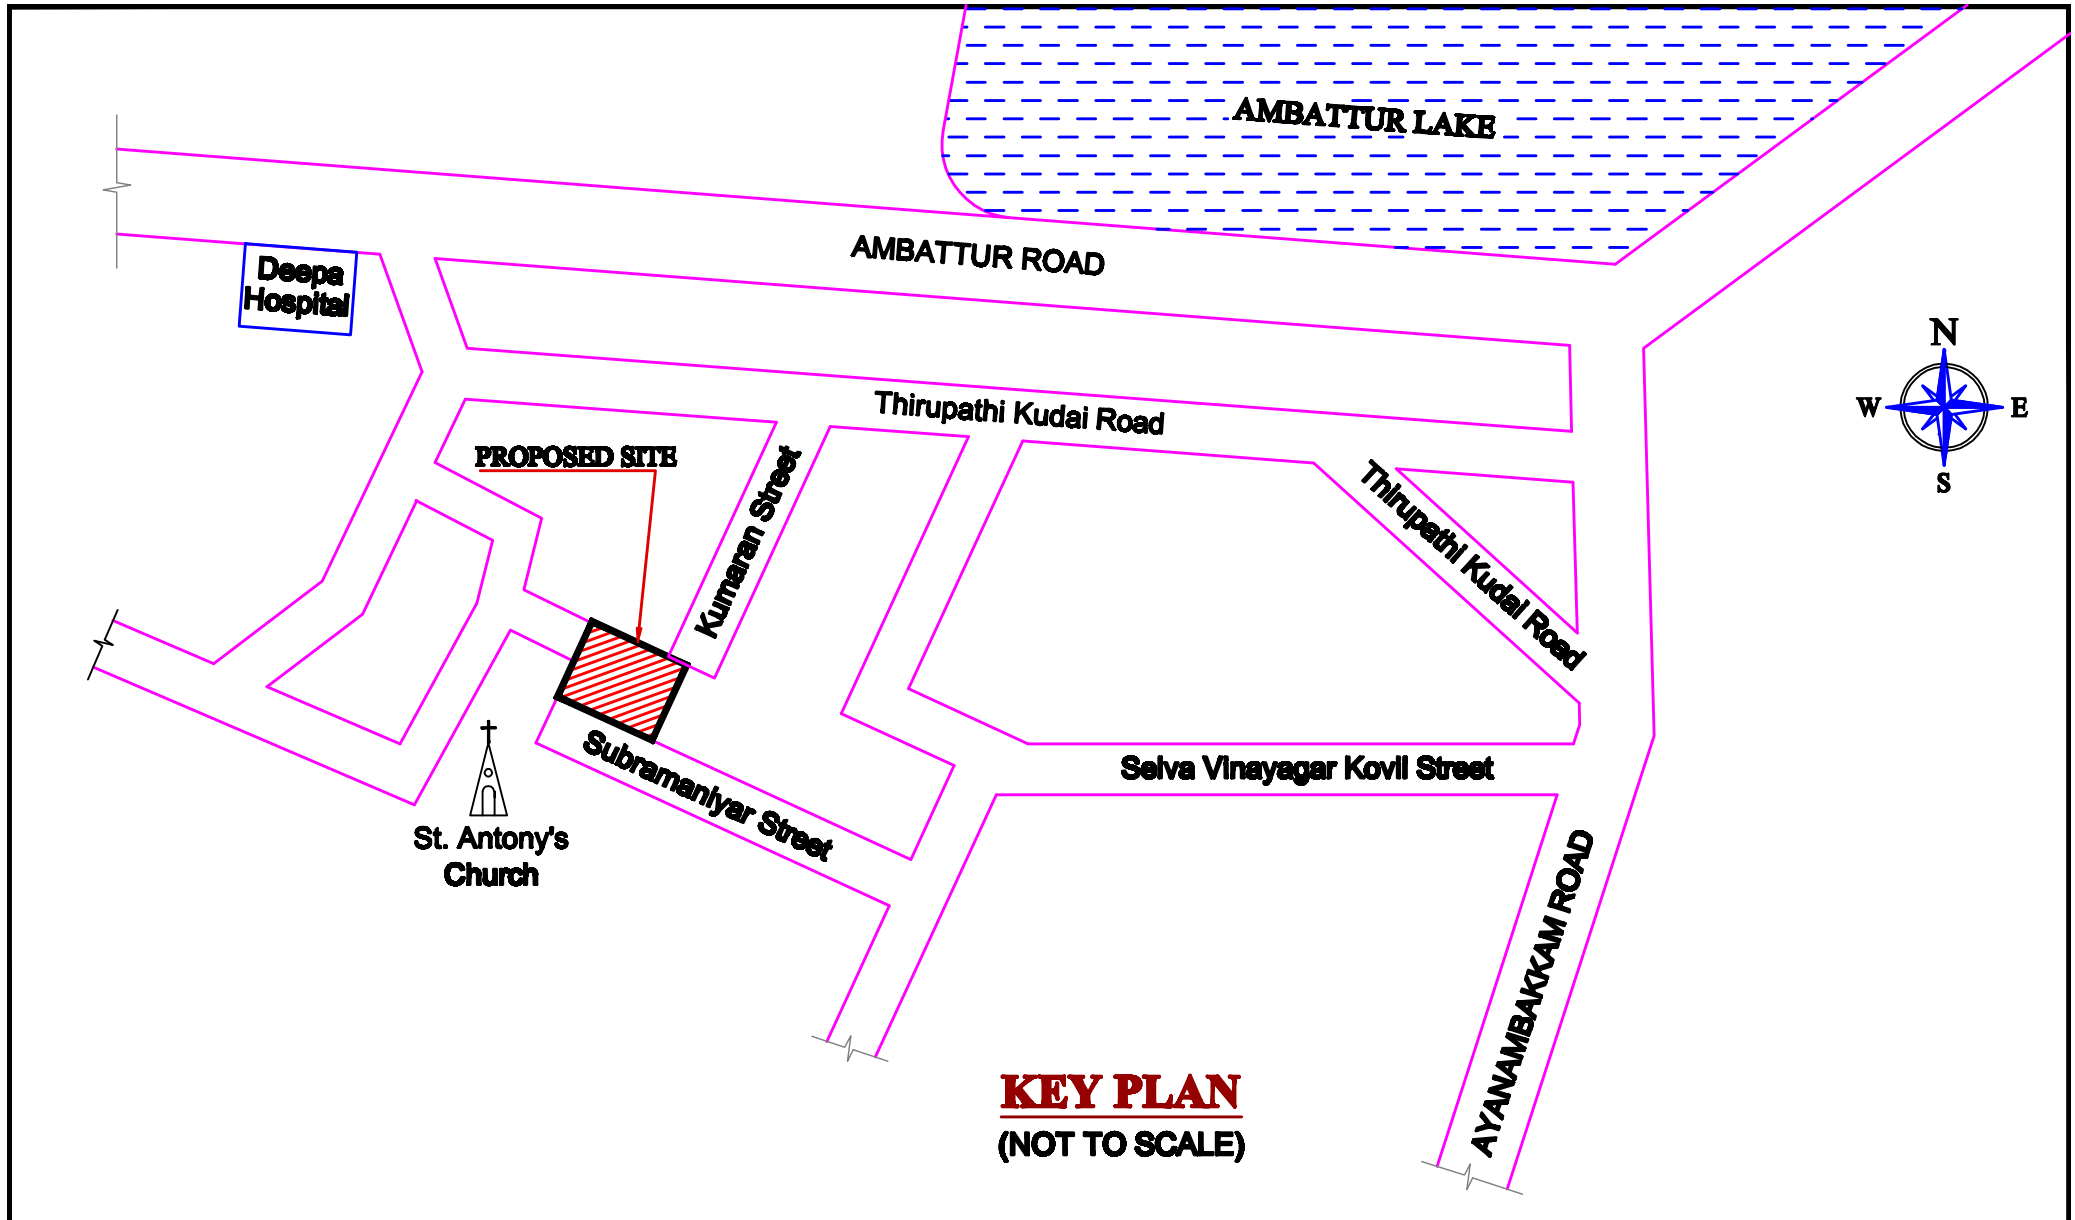 AMBATTUR LAKE
AMBATTUR ROAD
Deepa
Hospital
N
W
E
S
Thirupathi Kudai Road
PROPOSED SITE
Kumaran Street
Thirupathi Kudai Road
Subramaniyar Street
Selva Vinayagar Kovil Street
St. Antony's
Church
AYANAMBAKKAM ROAD
KEY PLAN
(NOT TO SCALE)